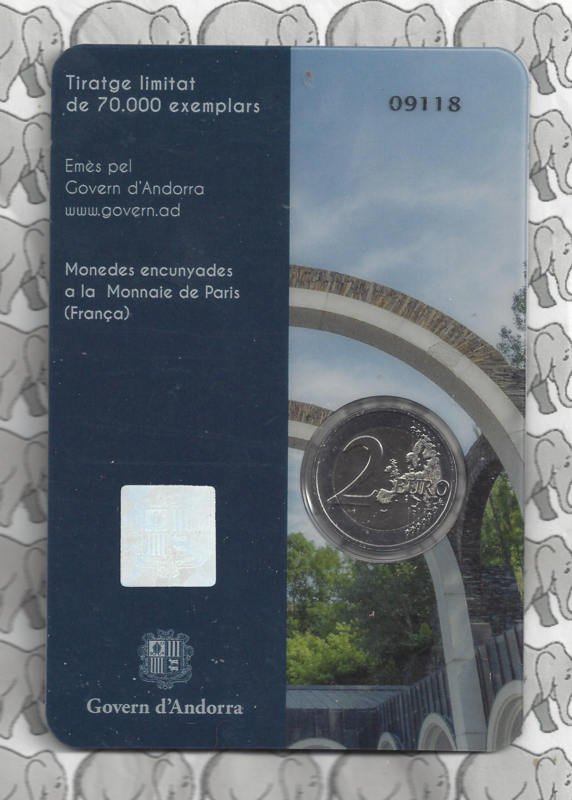 Tiratge limitat
de 70.000 exemplars
09118
Emès pel
Govern d'Andorra
www.govern.ad
Monedes encunyades
a la Monnaie de Paris
(França)
2 EURO
Govern d'Andorra